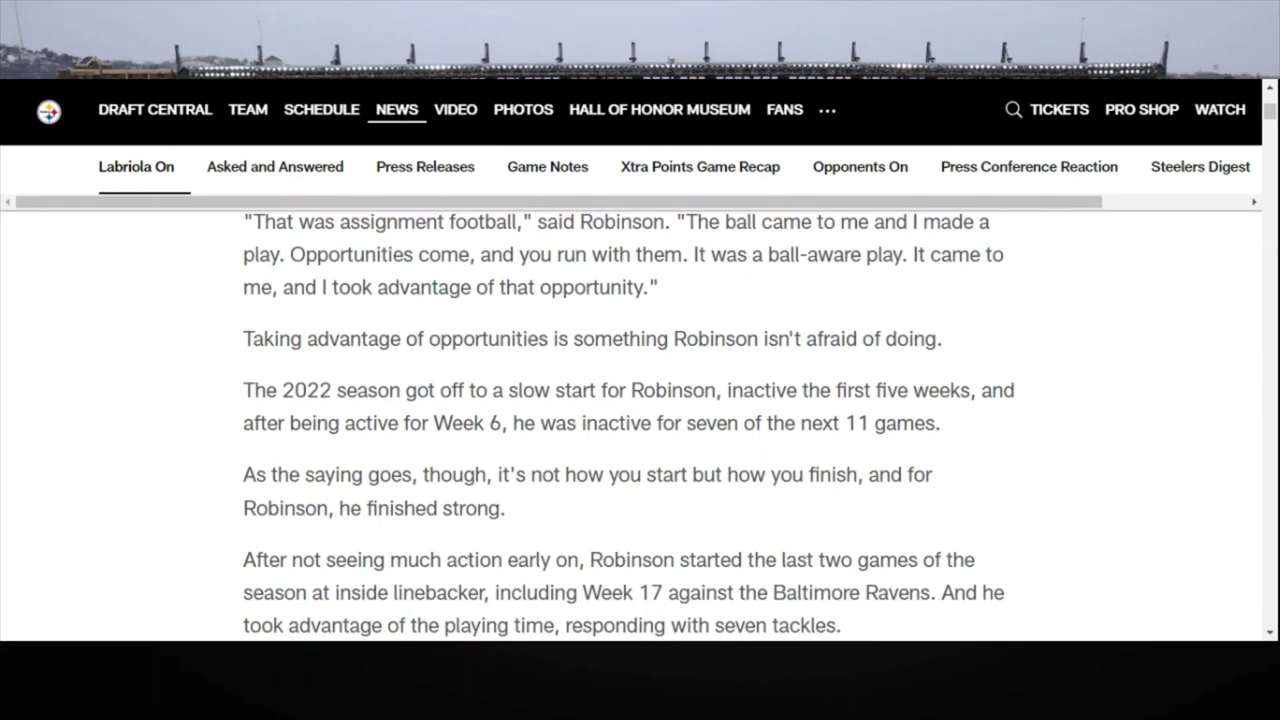 DRAFT CENTRAL TEAM SCHEDULE NEWS VIDEO PHOTOS HALL OF HONOR MUSEUM FANS ... TICKETS PRO SHOP WATCH
Labriola On Asked and Answered Press Releases Game Notes Xtra Points Game Recap Opponents On Press Conference Reaction Steelers Digest
"That was assignment football," said Robinson. "The ball came to me and I made a
play. Opportunities come, and you run with them. It was a ball-aware play. It came to
me, and I took advantage of that opportunity."
Taking advantage of opportunities is something Robinson isn't afraid of doing.
The 2022 season got off to a slow start for Robinson, inactive the first five weeks, and
after being active for Week 6, he was inactive for seven of the next 11 games.
As the saying goes, though, it's not how you start but how you finish, and for
Robinson, he finished strong.
After not seeing much action early on, Robinson started the last two games of the
season at inside linebacker, including Week 17 against the Baltimore Ravens. And he
took advantage of the playing time, responding with seven tackles.